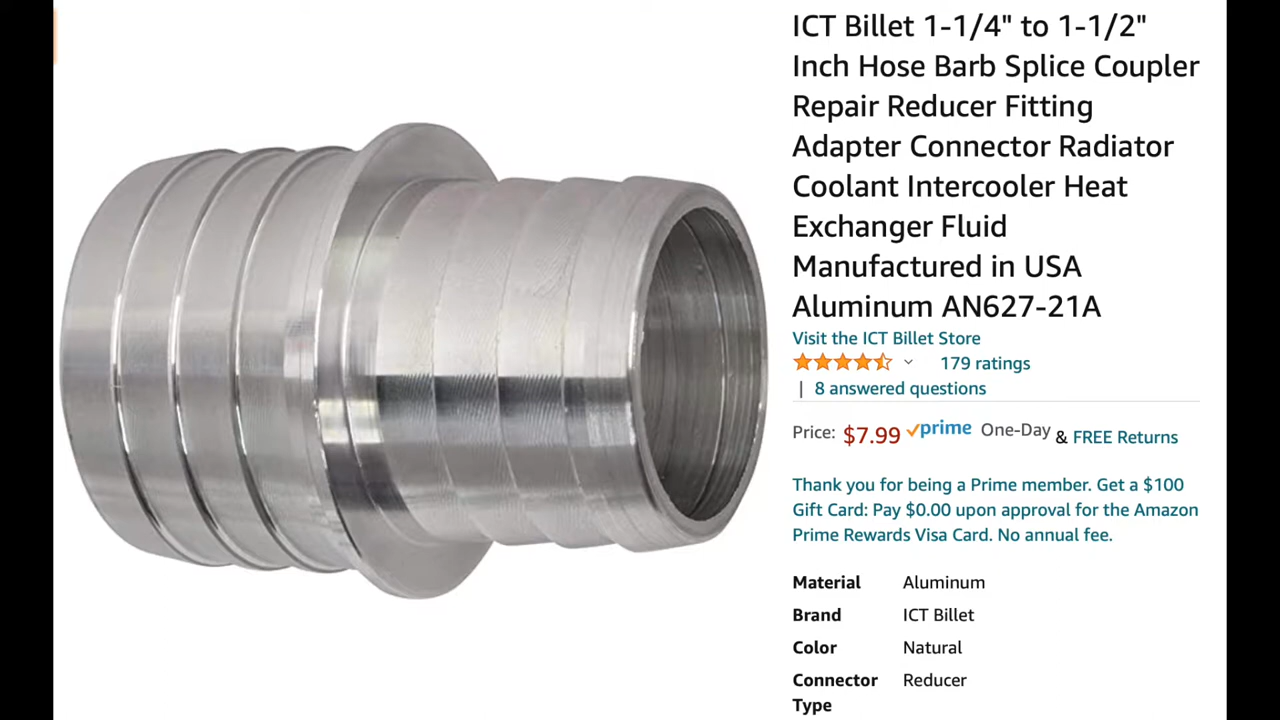 ICT Billet 1-1/4" to 1-1/2"
Inch Hose Barb Splice Coupler
Repair Reducer Fitting
Adapter Connector Radiator
Coolant Intercooler Heat
Exchanger Fluid
Manufactured in USA
Aluminum AN627-21A
Visit the ICT Billet Store
179 ratings
| 8 answered questions
Price: $7.99 prime One-Day & FREE Returns
Thank you for being a Prime member. Get a $100
Gift Card: Pay $0.00 upon approval for the Amazon
Prime Rewards Visa Card. No annual fee.
Material Aluminum
Brand ICT Billet
Color Natural
Connector Reducer
Type